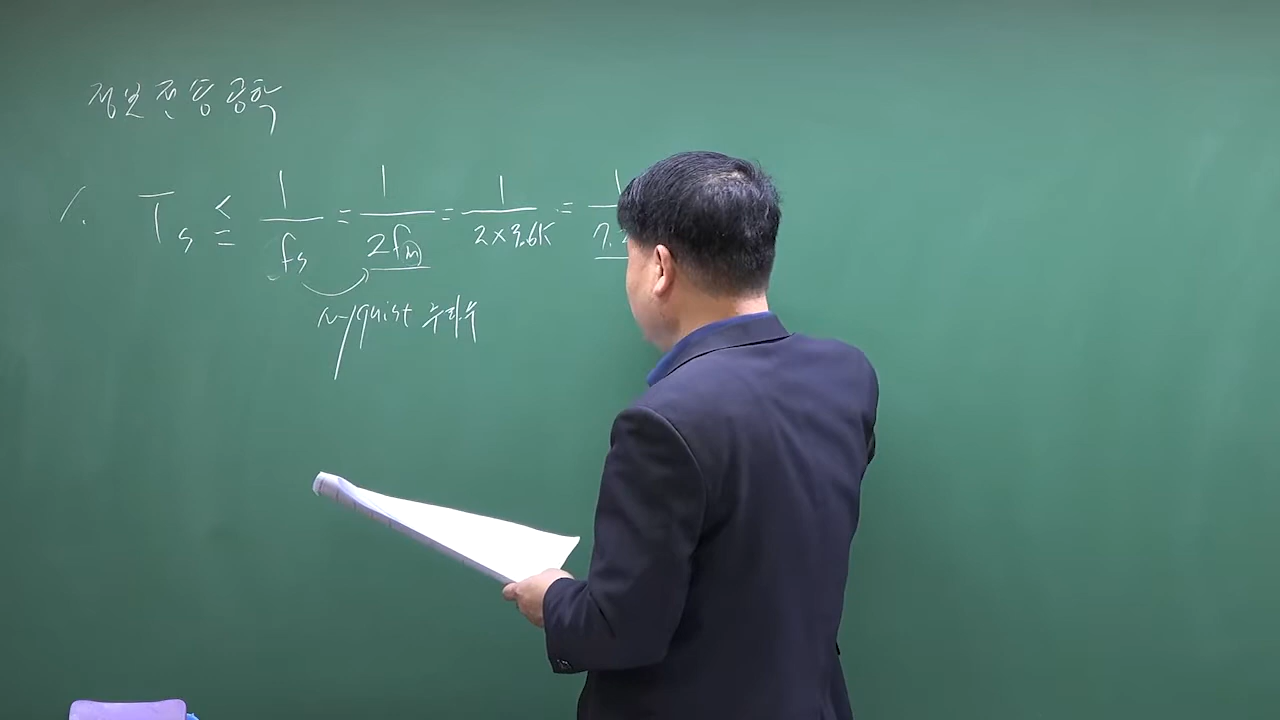 정보전송공학
1. Ts ≤ 1/fs = 1/2fm = 1/2×3.6K = 1/7.2
nyquist 주파수